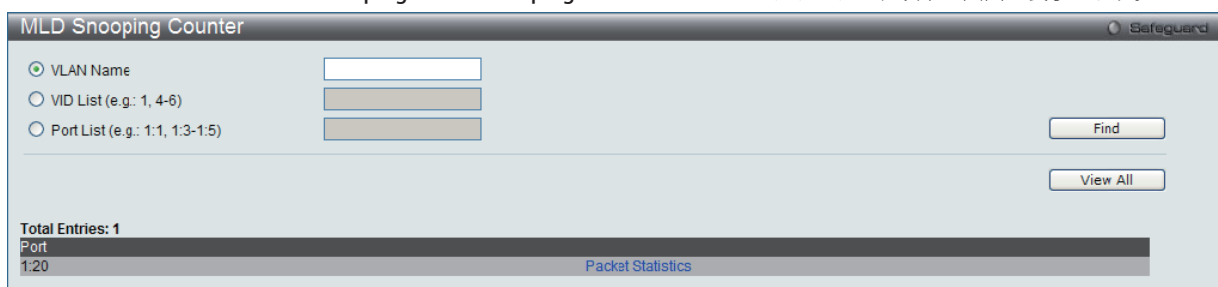 MLD Snooping Counter
Safeguard
VLAN Name
VID List (e.g.: 1, 4-6)
Port List (e.g.: 1:1, 1:3-1:5)
Find
View All
Total Entries: 1
Port
1:20 Packet Statistics